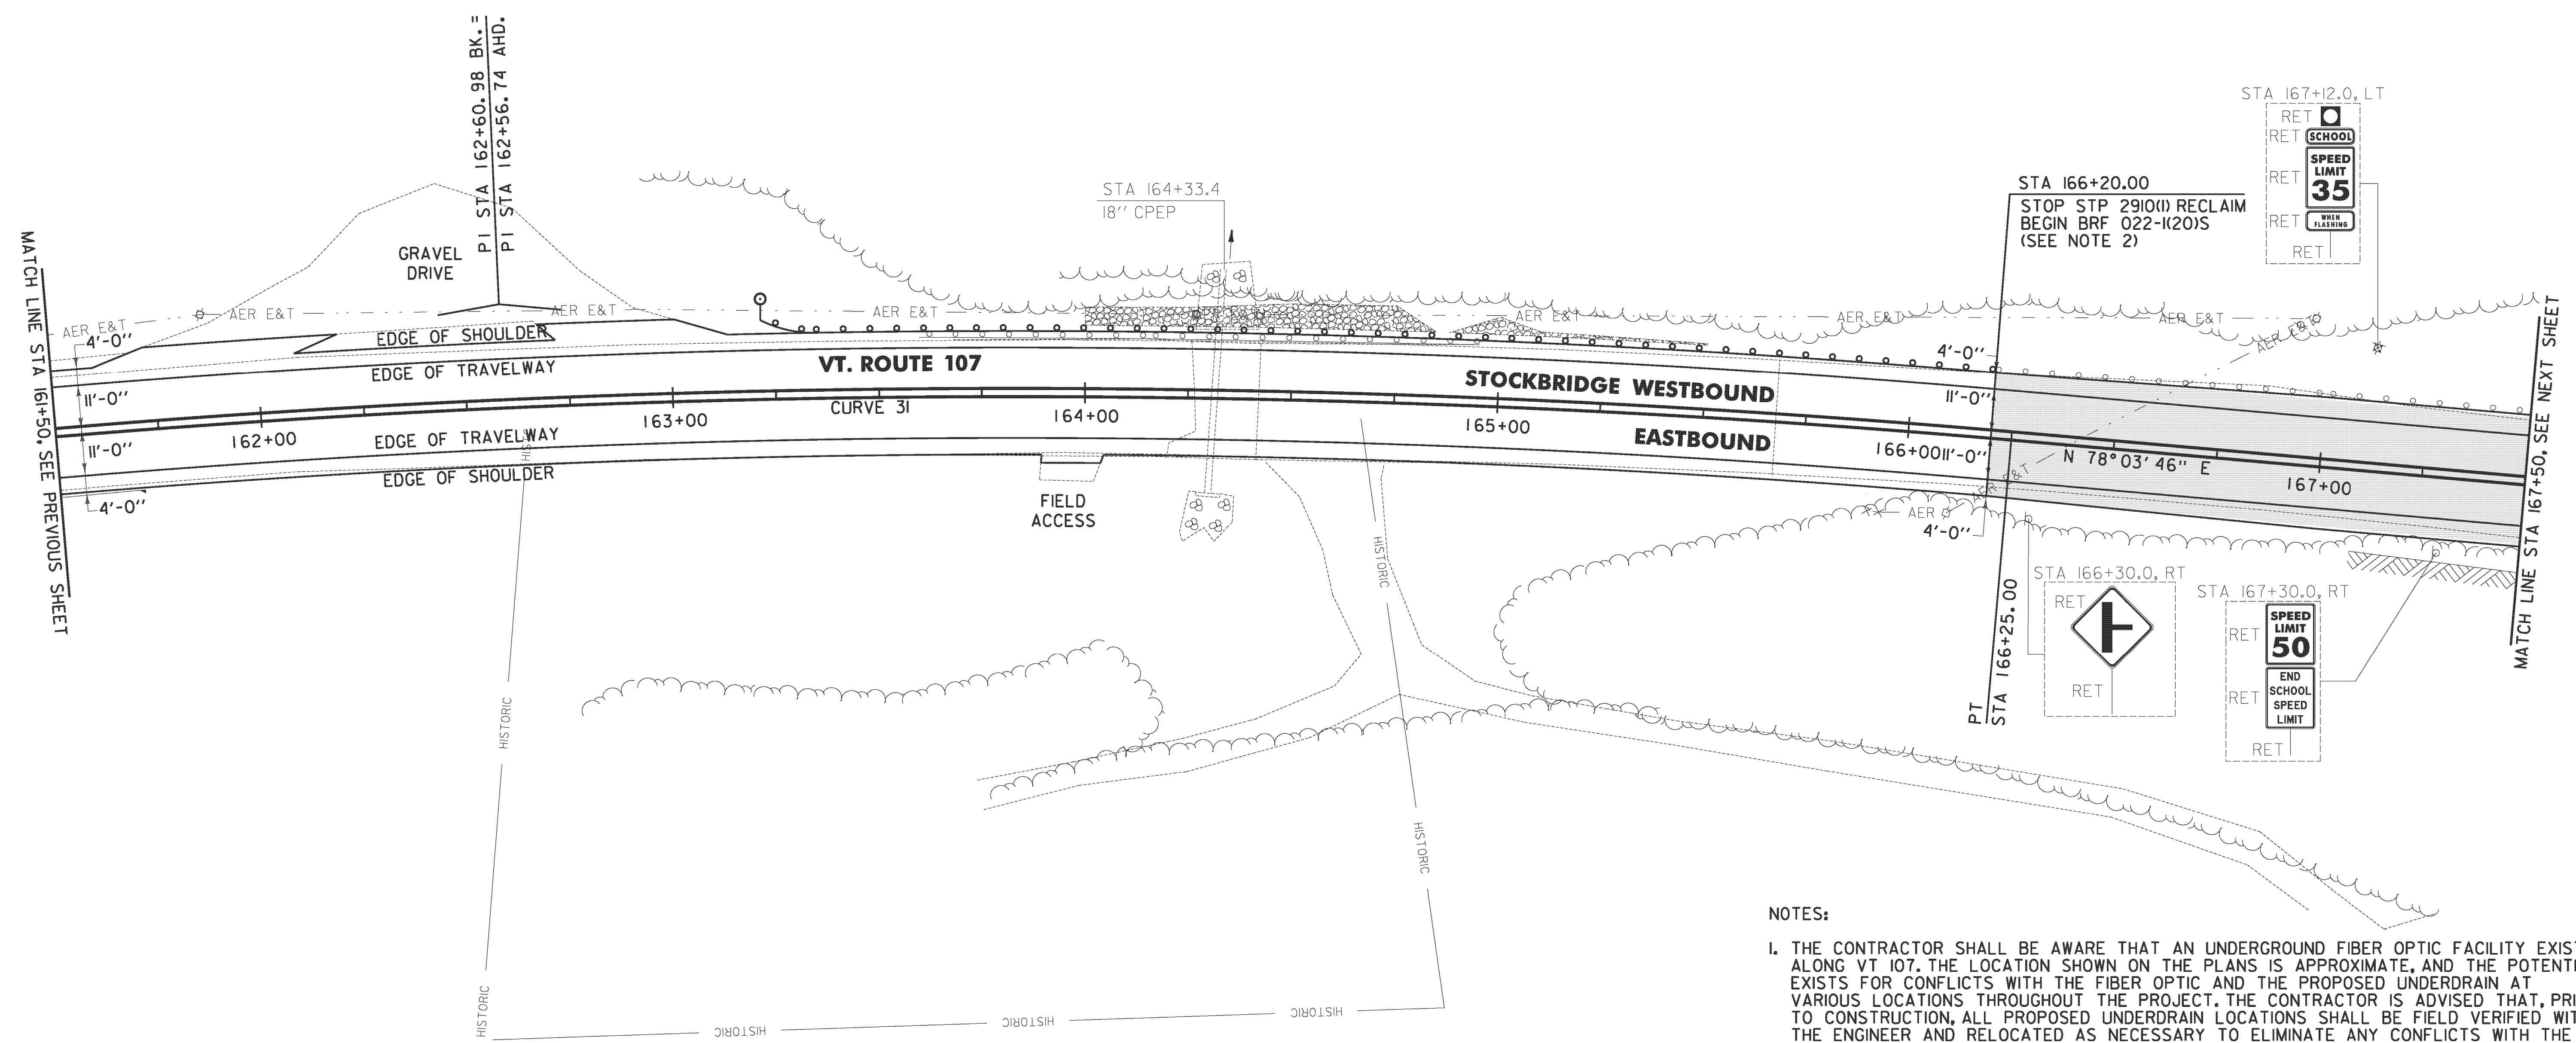 MATCH LINE STA 161+50, SEE PREVIOUS SHEET
PI STA 162+60.98 BK. =
PI STA 162+56.74 AHD.
GRAVEL
DRIVE
AER E&T
AER E&T
AER E&T
AER E&T
AER E&T
AER E&T
AER E&T
4'-0"
11'-0"
11'-0"
4'-0"
EDGE OF SHOULDER
EDGE OF TRAVELWAY
162+00
EDGE OF TRAVELWAY
EDGE OF SHOULDER
163+00
VT. ROUTE 107
CURVE 31
164+00
STA 164+33.4
18" CPEP
FIELD
ACCESS
STOCKBRIDGE WESTBOUND
165+00
EASTBOUND
166+00
4'-0"
11'-0"
11'-0"
4'-0"
STA 166+20.00
STOP STP 2910(1) RECLAIM
BEGIN BRF 022-1(20)S
(SEE NOTE 2)
STA 167+12.0, LT
RET
RET SCHOOL
RET SPEED
LIMIT
35
RET WHEN
FLASHING
RET
AER E&T
AER E&T
AER
N 78°03'46" E
167+00
MATCH LINE STA 167+50, SEE NEXT SHEET
PT
STA 166+25.00
STA 166+30.0, RT
RET
RET
STA 167+30.0, RT
RET SPEED
LIMIT
50
RET END
SCHOOL
SPEED
LIMIT
RET
HIST
HISTORIC
HISTORIC
HISTORIC
HISTORIC
HISTORIC
HISTORIC
HISTORIC
NOTES:
1. THE CONTRACTOR SHALL BE AWARE THAT AN UNDERGROUND FIBER OPTIC FACILITY EXIS
ALONG VT 107. THE LOCATION SHOWN ON THE PLANS IS APPROXIMATE, AND THE POTENT
EXISTS FOR CONFLICTS WITH THE FIBER OPTIC AND THE PROPOSED UNDERDRAIN AT
VARIOUS LOCATIONS THROUGHOUT THE PROJECT. THE CONTRACTOR IS ADVISED THAT, PRI
TO CONSTRUCTION, ALL PROPOSED UNDERDRAIN LOCATIONS SHALL BE FIELD VERIFIED WIT
THE ENGINEER AND RELOCATED AS NECESSARY TO ELIMINATE ANY CONFLICTS WITH THE